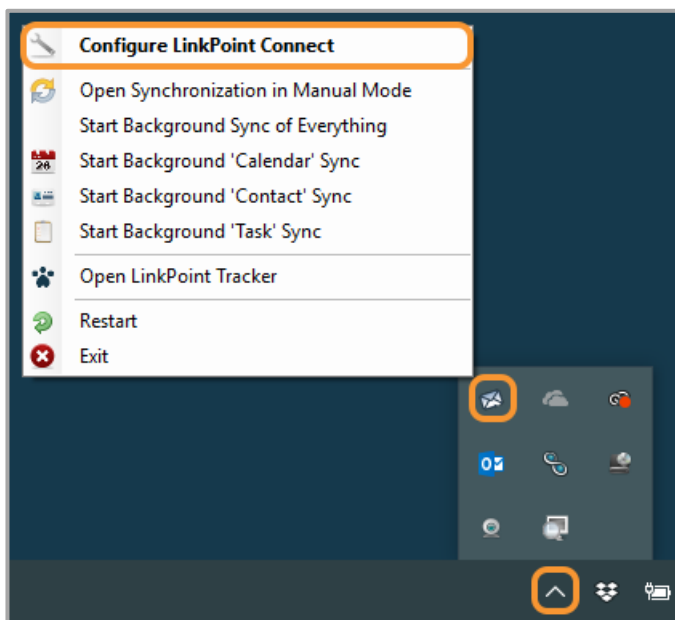 Configure LinkPoint Connect
Open Synchronization in Manual Mode
Start Background Sync of Everything
26
Start Background 'Calendar' Sync
Start Background 'Contact' Sync
Start Background 'Task' Sync
Open LinkPoint Tracker
Restart
Exit